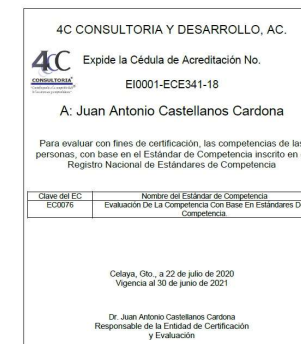 4C CONSULTORIA Y DESARROLLO, AC.
4CC
CONSULTORIA
Expide la Cédula de Acreditación No.
EI0001-ECE341-18
A: Juan Antonio Castellanos Cardona
Para evaluar con fines de certificación, las competencias de las
personas, con base en el Estándar de Competencia inscrito en
Registro Nacional de Estándares de Competencia
Clave del EC Nombre del Estándar de Competencia
EC0076 Evaluación De La Competencia Con Base En Estándares D
Competencia.
Celaya, Gto., a 22 de julio de 2020
Vigencia al 30 de junio de 2021
Dr. Juan Antonio Castellanos Cardona
Responsable de la Entidad de Certificación
y Evaluación